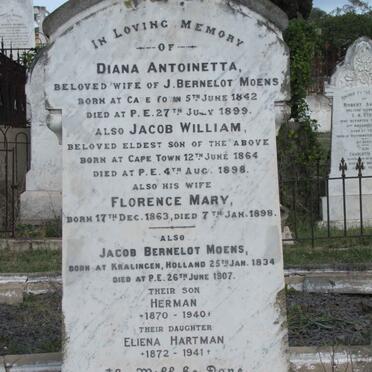 IN LOVING MEMORY
- OF -
DIANA ANTOINETTA,
BELOVED WIFE OF J. BERNELOT MOENS
BORN AT CAPE TOWN 5TH JUNE 1842
DIED AT P.E. 27TH JULY 1899.
ALSO JACOB WILLIAM,
BELOVED ELDEST SON OF THE ABOVE
BORN AT CAPE TOWN 12TH JUNE 1864
DIED AT P.E. 4TH AUG. 1898.
ALSO HIS WIFE
FLORENCE MARY,
BORN 17TH DEC. 1863, DIED 7TH JAN. 1898.
ALSO
JACOB BERNELOT MOENS,
BORN AT KRALINGEN, HOLLAND 25TH JAN. 1834
DIED AT P.E. 26TH JUNE 1907.
THEIR SON
HERMAN
1870 - 1940
THEIR DAUGHTER
ELIENA HARTMAN
1872 - 1941
Thy Will be Done